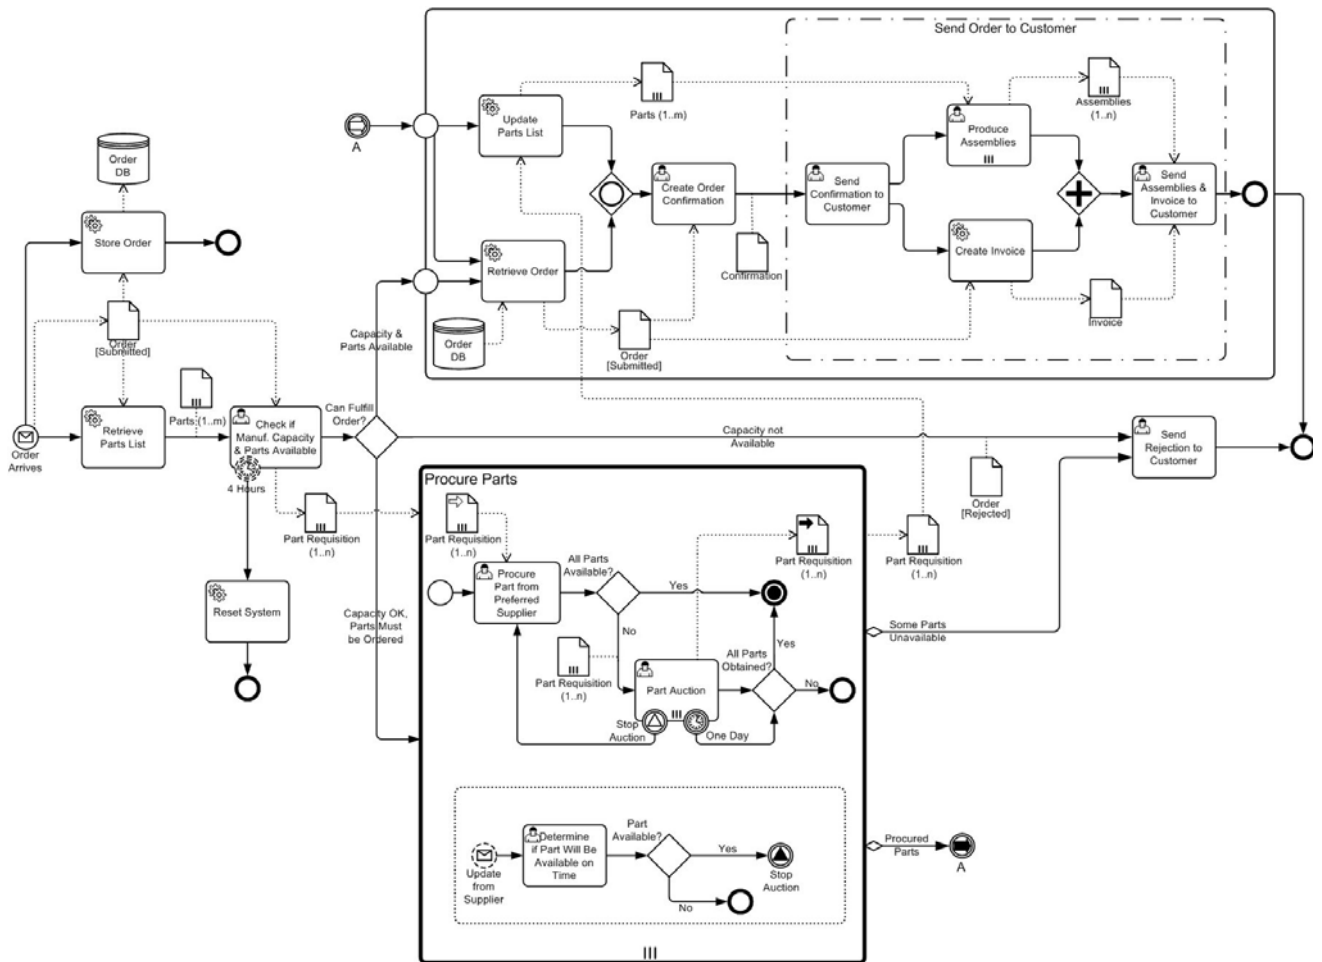 Send Order to Customer
Update
Parts List
Parts (1..m)
Produce
Assemblies
Assemblies
(1..n)
A
Order
DB
Create Order
Confirmation
Send
Confirmation to
Customer
Send
Assemblies &
Invoice to
Customer
Store Order
Retrieve Order
Create Invoice
Confirmation
Order
[Submitted]
Capacity &
Parts Available
Order
DB
Order
[Submitted]
Invoice
Parts (1..m)
Can Fulfill
Order?
Order
Arrives
Retrieve
Parts List
Check if
Manuf. Capacity
& Parts Available
4 Hours
Capacity not
Available
Send
Rejection to
Customer
Order
[Rejected]
Procure Parts
Part Requisition
(1..n)
Part Requisition
(1..n)
Part Requisition
(1..n)
Part Requisition
(1..n)
Procure
Part from
Preferred
Supplier
All Parts
Available?
Yes
No
Reset System
Capacity OK,
Parts Must
be Ordered
Part Requisition
(1..n)
Part Auction
All Parts
Obtained?
Yes
No
Some Parts
Unavailable
Stop
Auction
One Day
Update
from
Supplier
Determine
if Part Will Be
Available on
Time
Part
Available?
Yes
Stop
Auction
No
Procured
Parts
A